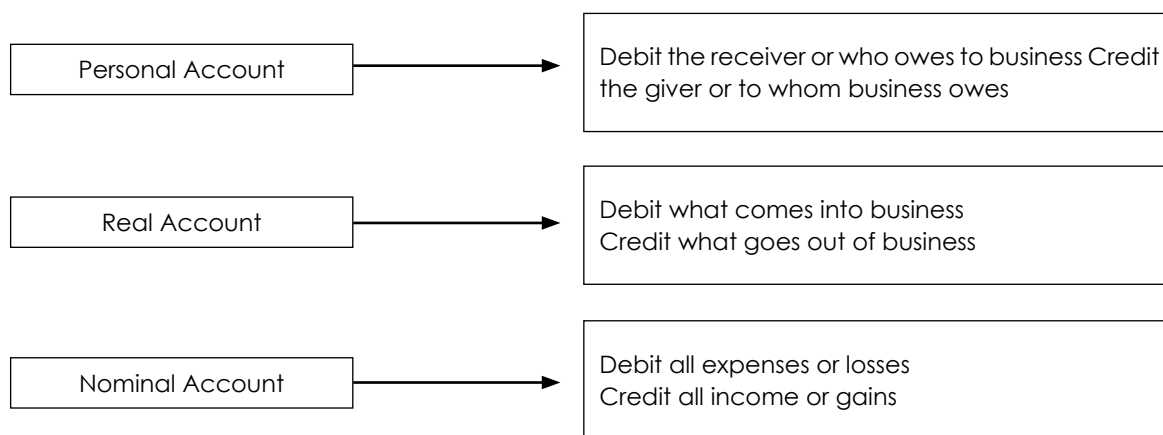 Personal Account
Debit the receiver or who owes to business Credit
the giver or to whom business owes
Real Account
Debit what comes into business
Credit what goes out of business
Nominal Account
Debit all expenses or losses
Credit all income or gains